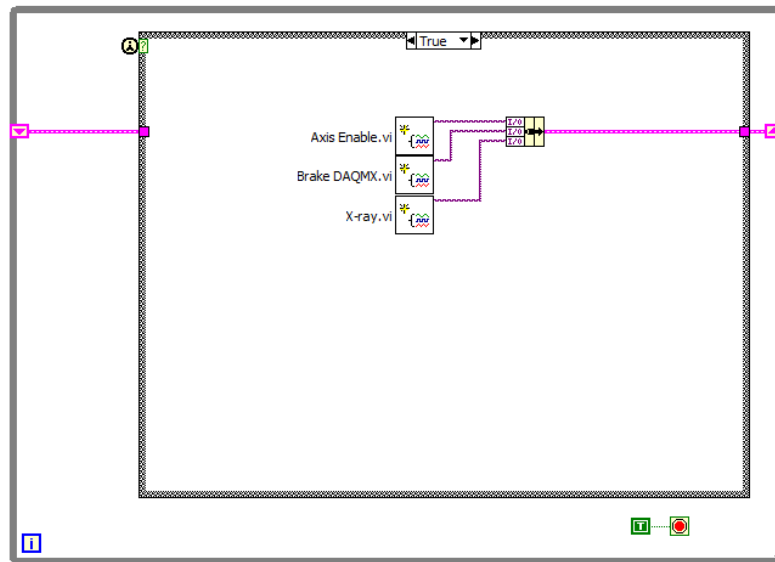 ?
True
Axis Enable.vi
I/O
I/O
I/O
Brake DAQMX.vi
X-ray.vi
T
i